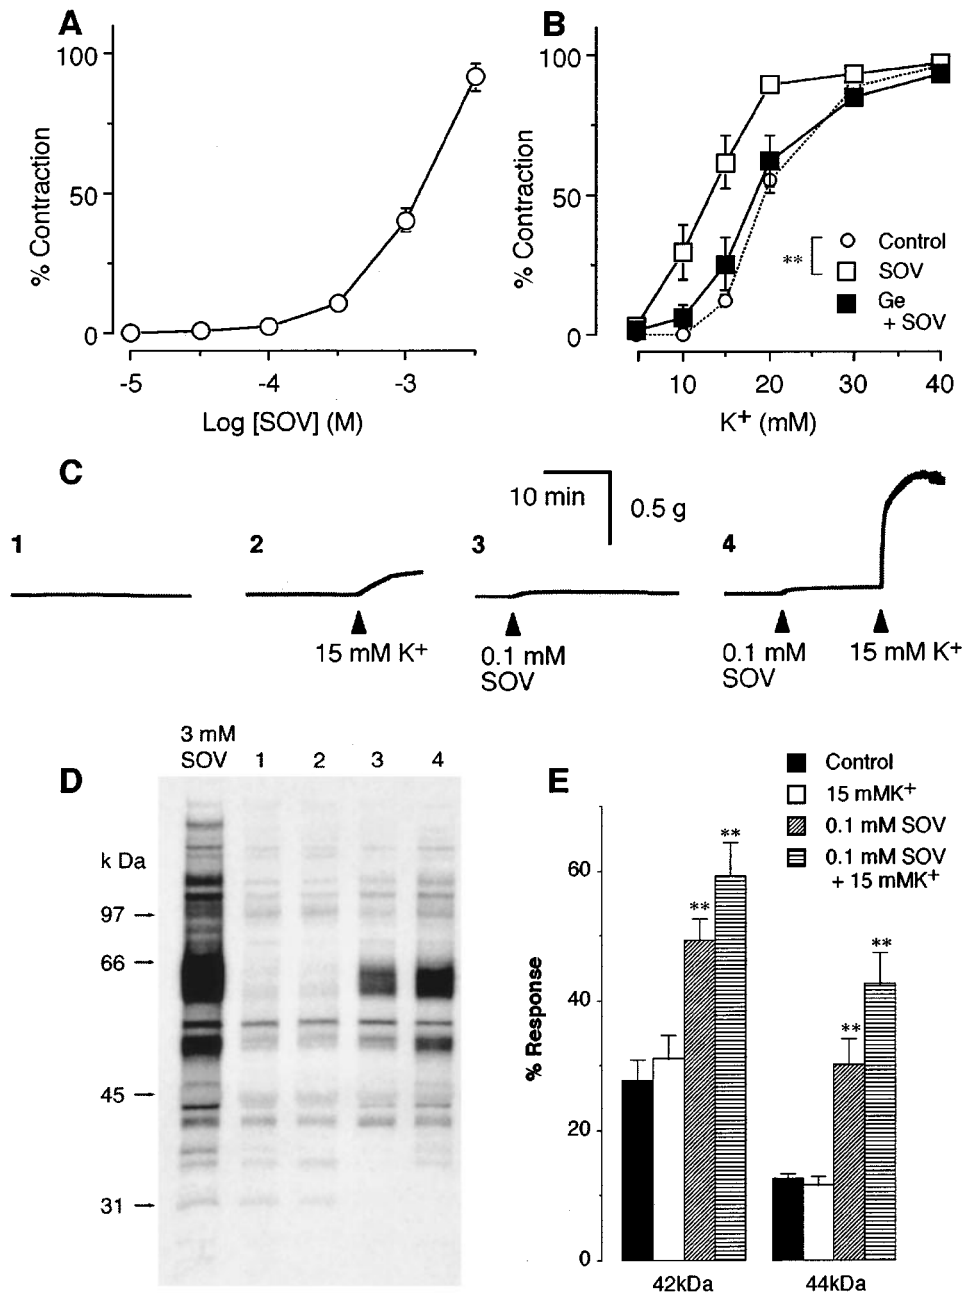 A
100
50
0
% Contraction
-5
-4
-3
Log [SOV] (M)
B
100
50
0
% Contraction
** Control
SOV
Ge
+ SOV
10
20
30
40
K+ (mM)
C
10 min
0.5 g
1
2
3
4
15 mM K+
0.1 mM
SOV
0.1 mM
SOV
15 mM K+
D
3 mM
SOV
1
2
3
4
k Da
97
66
45
31
E
Control
15 mMK+
0.1 mM SOV
0.1 mM SOV
+ 15 mMK+
60
40
20
0
% Response
**
**
**
**
42kDa
44kDa